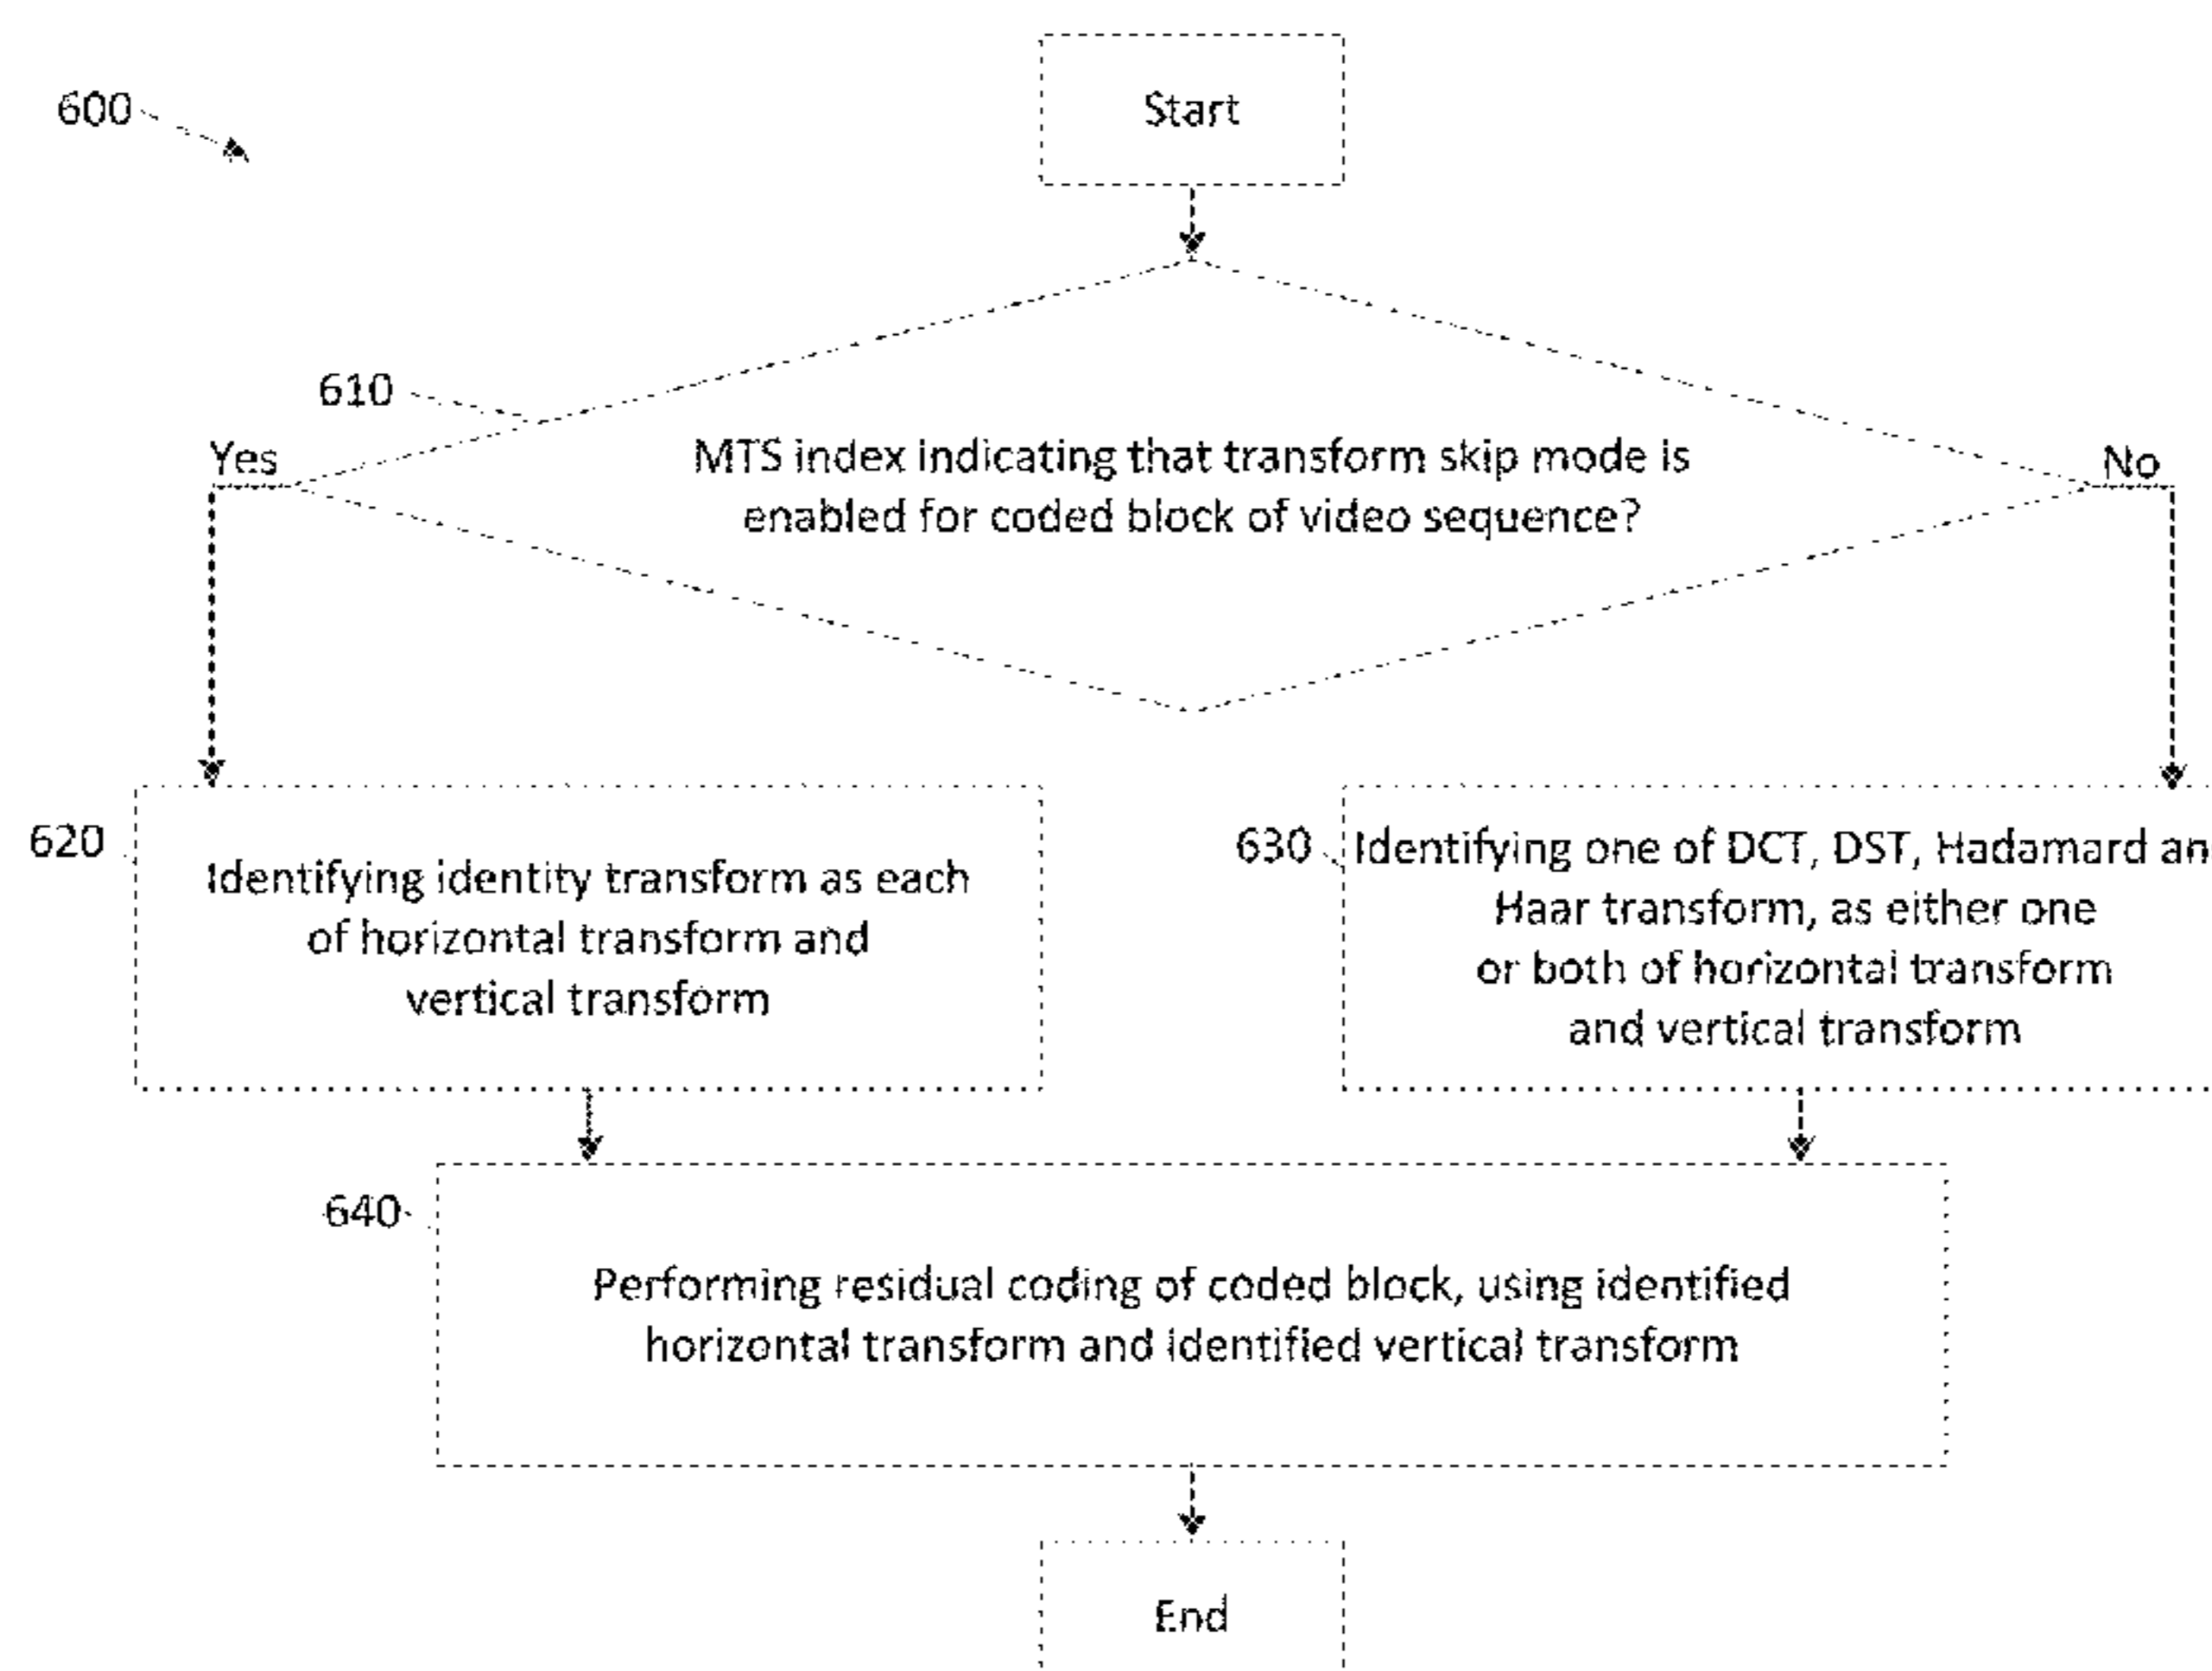 600
Start
610
Yes
MTS index indicating that transform skip mode is
No
enabled for coded block of video sequence?
620
Identifying identity transform as each
of horizontal transform and
vertical transform
630
Identifying one of DCT, DST, Hadamard an
Haar transform, as either one
or both of horizontal transform
and vertical transform
640
Performing residual coding of coded block, using identified
horizontal transform and identified vertical transform
End